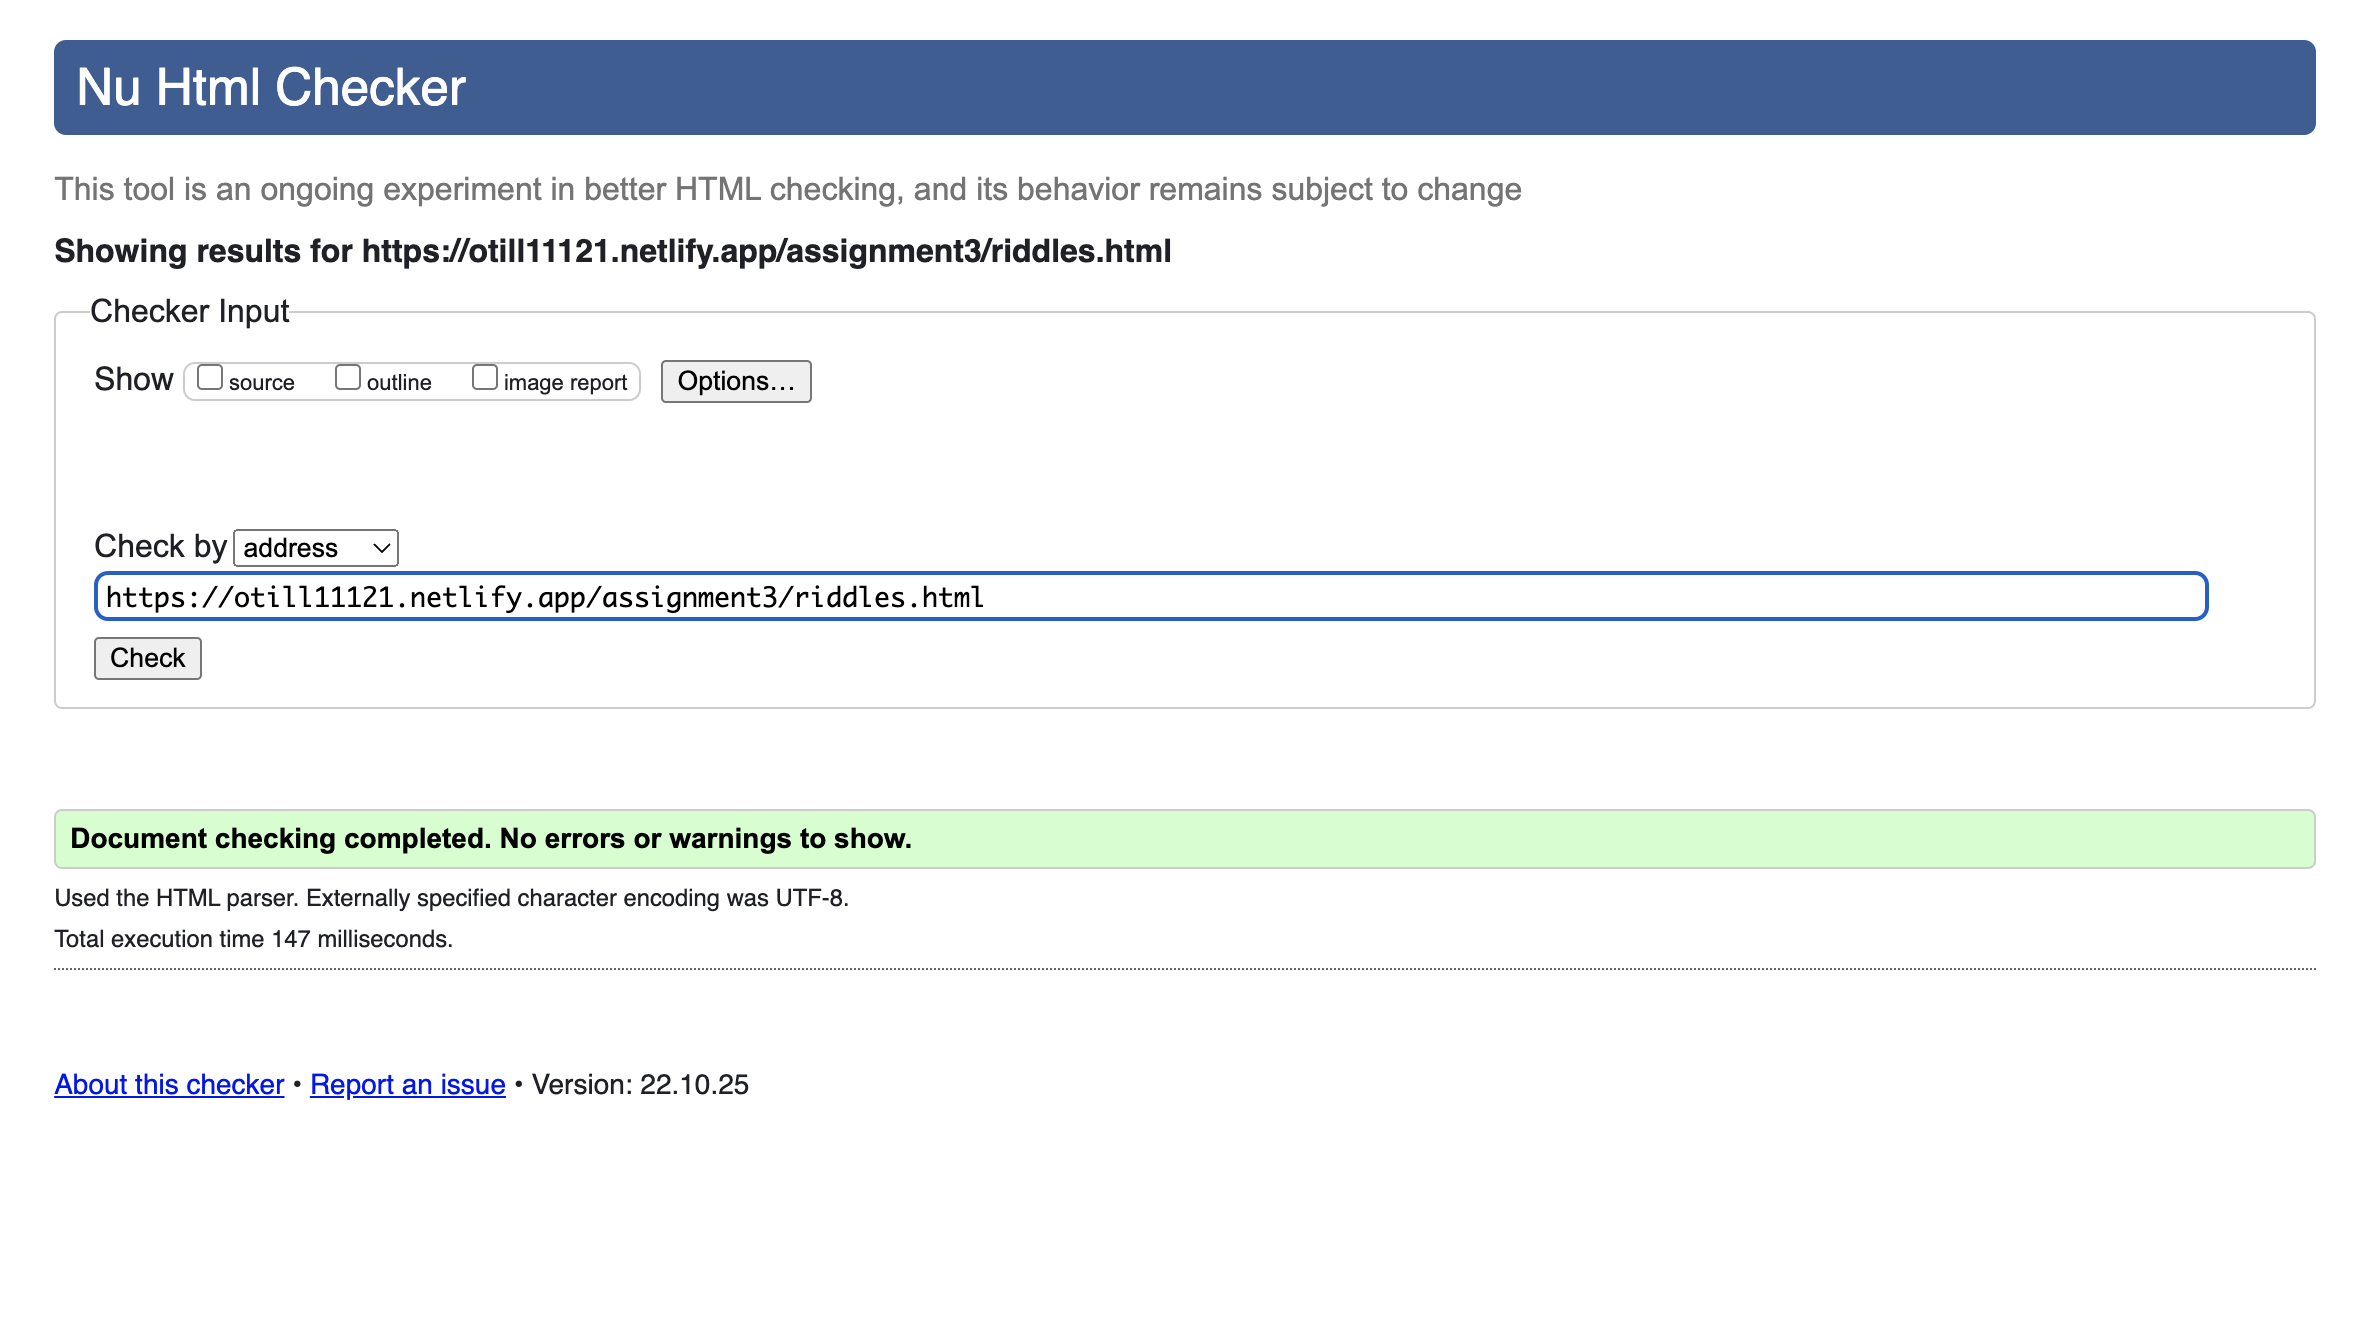 Nu Html Checker
This tool is an ongoing experiment in better HTML checking, and its behavior remains subject to change
Showing results for https://otill11121.netlify.app/assignment3/riddles.html
Checker Input
Show source outline image report Options...
Check by address
https://otill11121.netlify.app/assignment3/riddles.html
Check
Document checking completed. No errors or warnings to show.
Used the HTML parser. Externally specified character encoding was UTF-8.
Total execution time 147 milliseconds.
About this checker • Report an issue • Version: 22.10.25